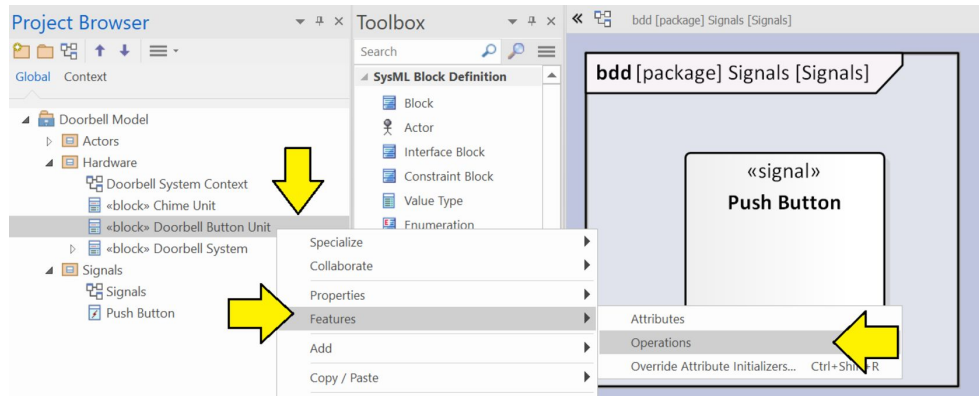 Project Browser
Global Context
Doorbell Model
Actors
Hardware
Doorbell System Context
«block» Chime Unit
«block» Doorbell Button Unit
«block» Doorbell System
Signals
Signals
Push Button
Toolbox
Search
SysML Block Definition
Block
Actor
Interface Block
Constraint Block
Value Type
Enumeration
bdd [package] Signals [Signals]
bdd [package] Signals [Signals]
«signal»
Push Button
Specialize
Collaborate
Properties
Features
Add
Copy / Paste
Attributes
Operations
Override Attribute Initializers...